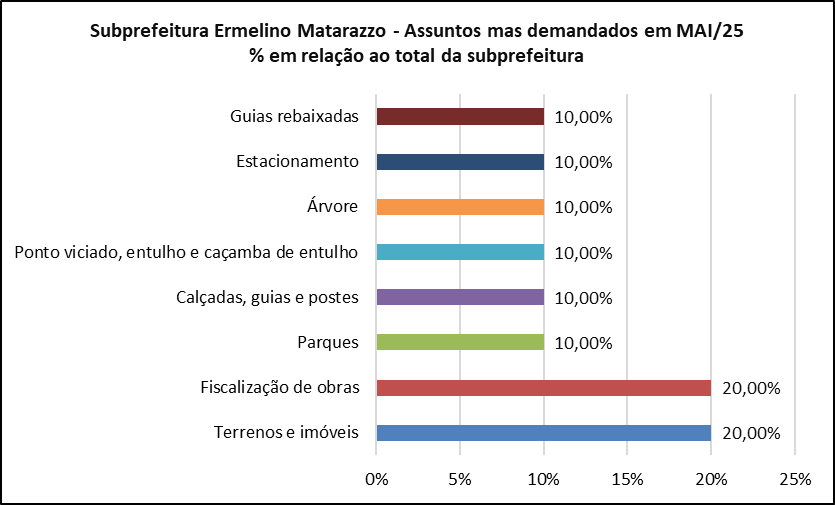 Subprefeitura Ermelino Matarazzo - Assuntos mas demandados em MAI/25
% em relação ao total da subprefeitura
Guias rebaixadas 10,00%
Estacionamento 10,00%
Árvore 10,00%
Ponto viciado, entulho e caçamba de entulho 10,00%
Calçadas, guias e postes 10,00%
Parques 10,00%
Fiscalização de obras 20,00%
Terrenos e imóveis 20,00%
0% 5% 10% 15% 20% 25%